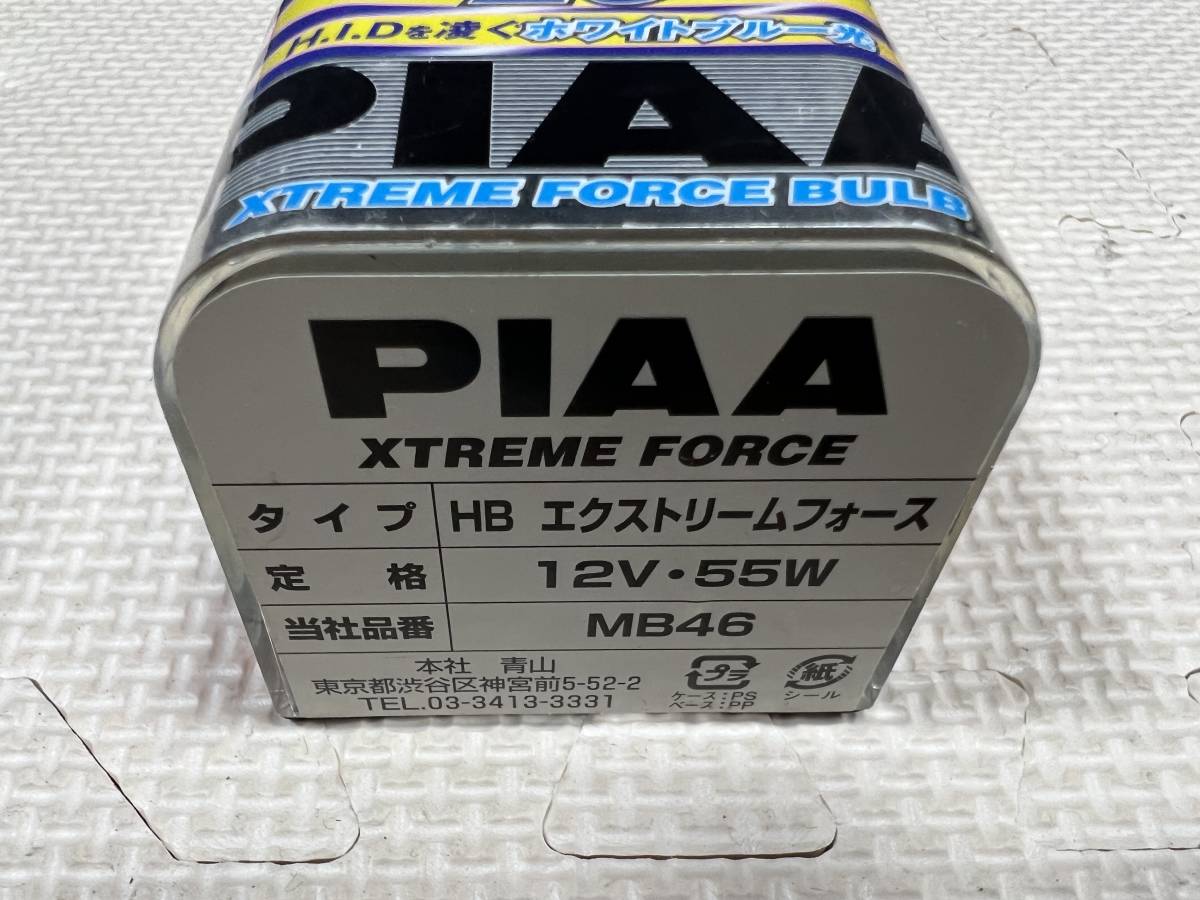 H.I.Dを凌ぐホワイトブルー光
PIAA
XTREME FORCE BULB
PIAA
XTREME FORCE
タイプ HB エクストリームフォース
定格 12V・55W
当社品番 MB46
本社 青山
東京都渋谷区神宮前5-52-2
TEL.03-3413-3331
プラ
ケース:PS
ベース:PP
紙
シール